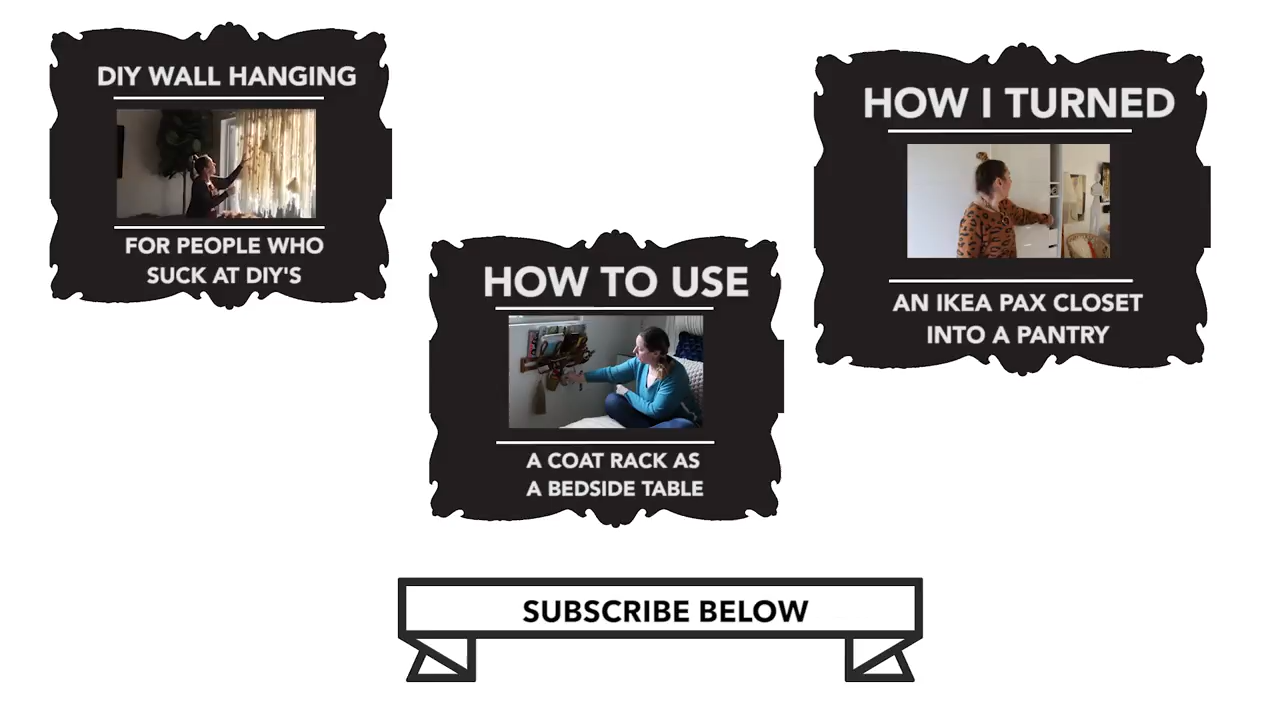 DIY WALL HANGING
FOR PEOPLE WHO
SUCK AT DIY'S
HOW TO USE
A COAT RACK AS
A BEDSIDE TABLE
HOW I TURNED
AN IKEA PAX CLOSET
INTO A PANTRY
SUBSCRIBE BELOW